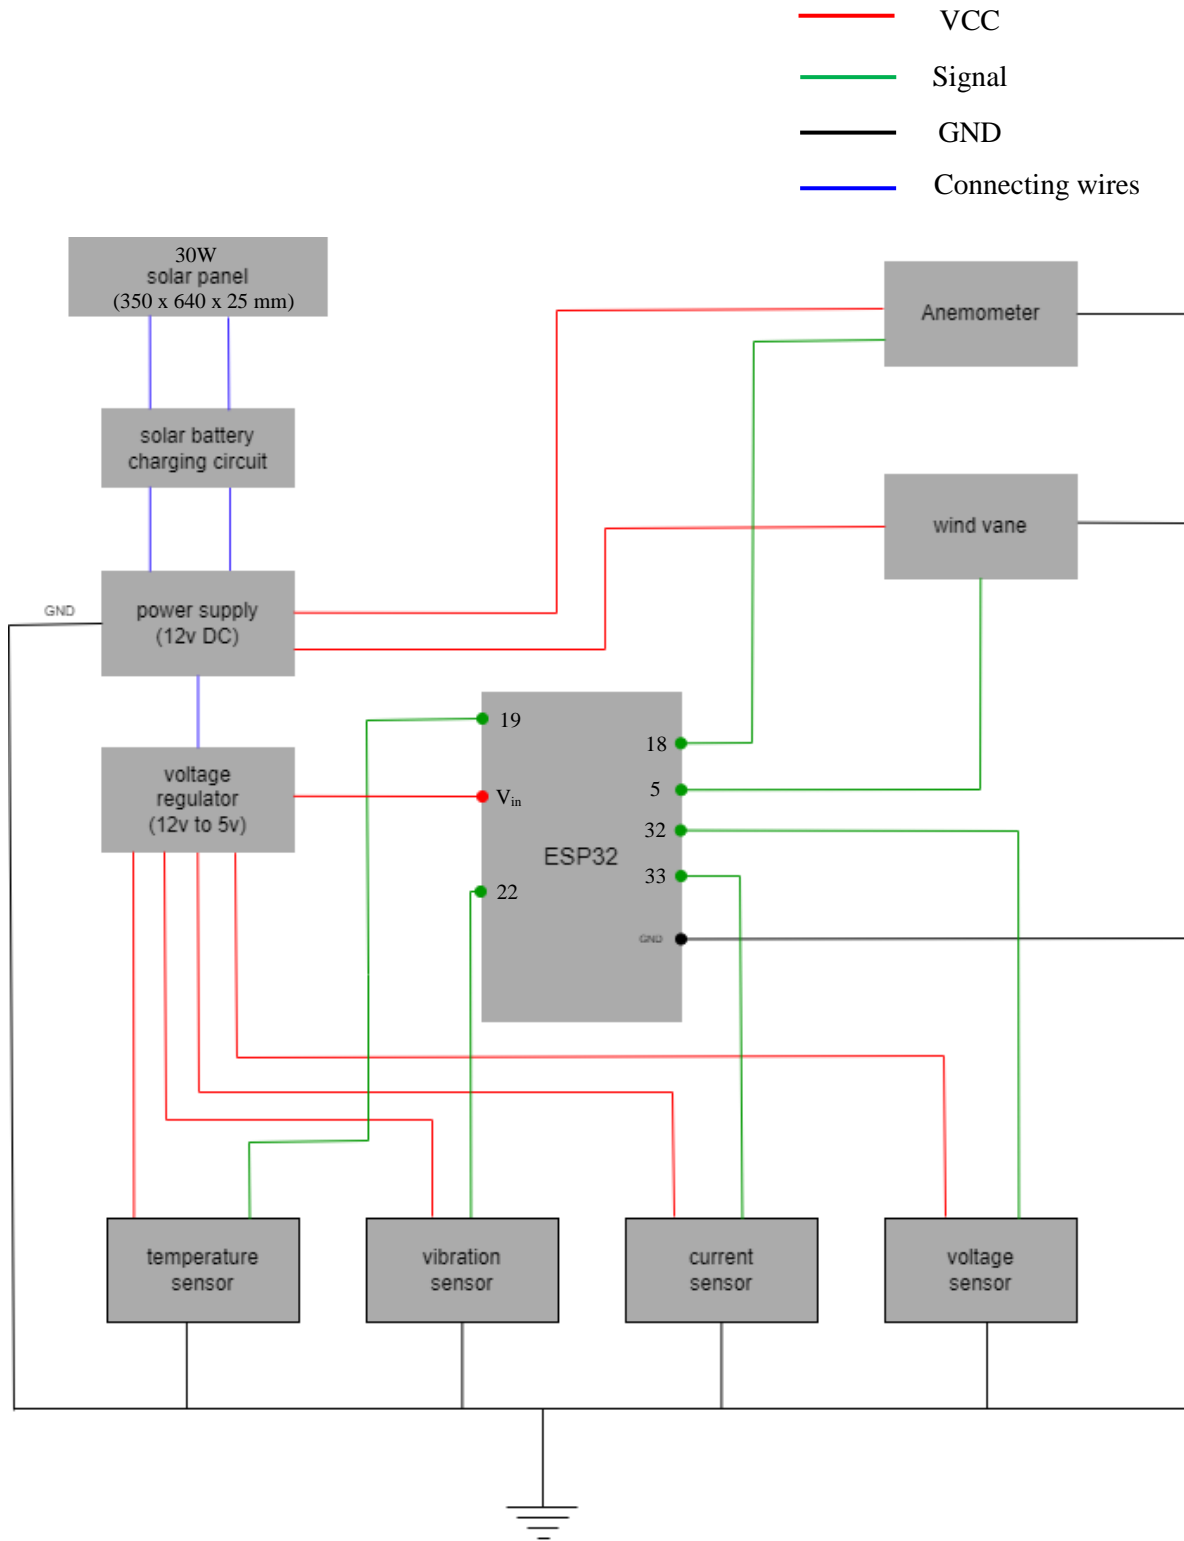 VCC
Signal
GND
Connecting wires
30W
solar panel
(350 x 640 x 25 mm)
Anemometer
solar battery
charging circuit
wind vane
GND
power supply
(12v DC)
19
18
voltage
regulator
(12v to 5v)
Vin
5
32
ESP32
33
22
GND
temperature
sensor
vibration
sensor
current
sensor
voltage
sensor